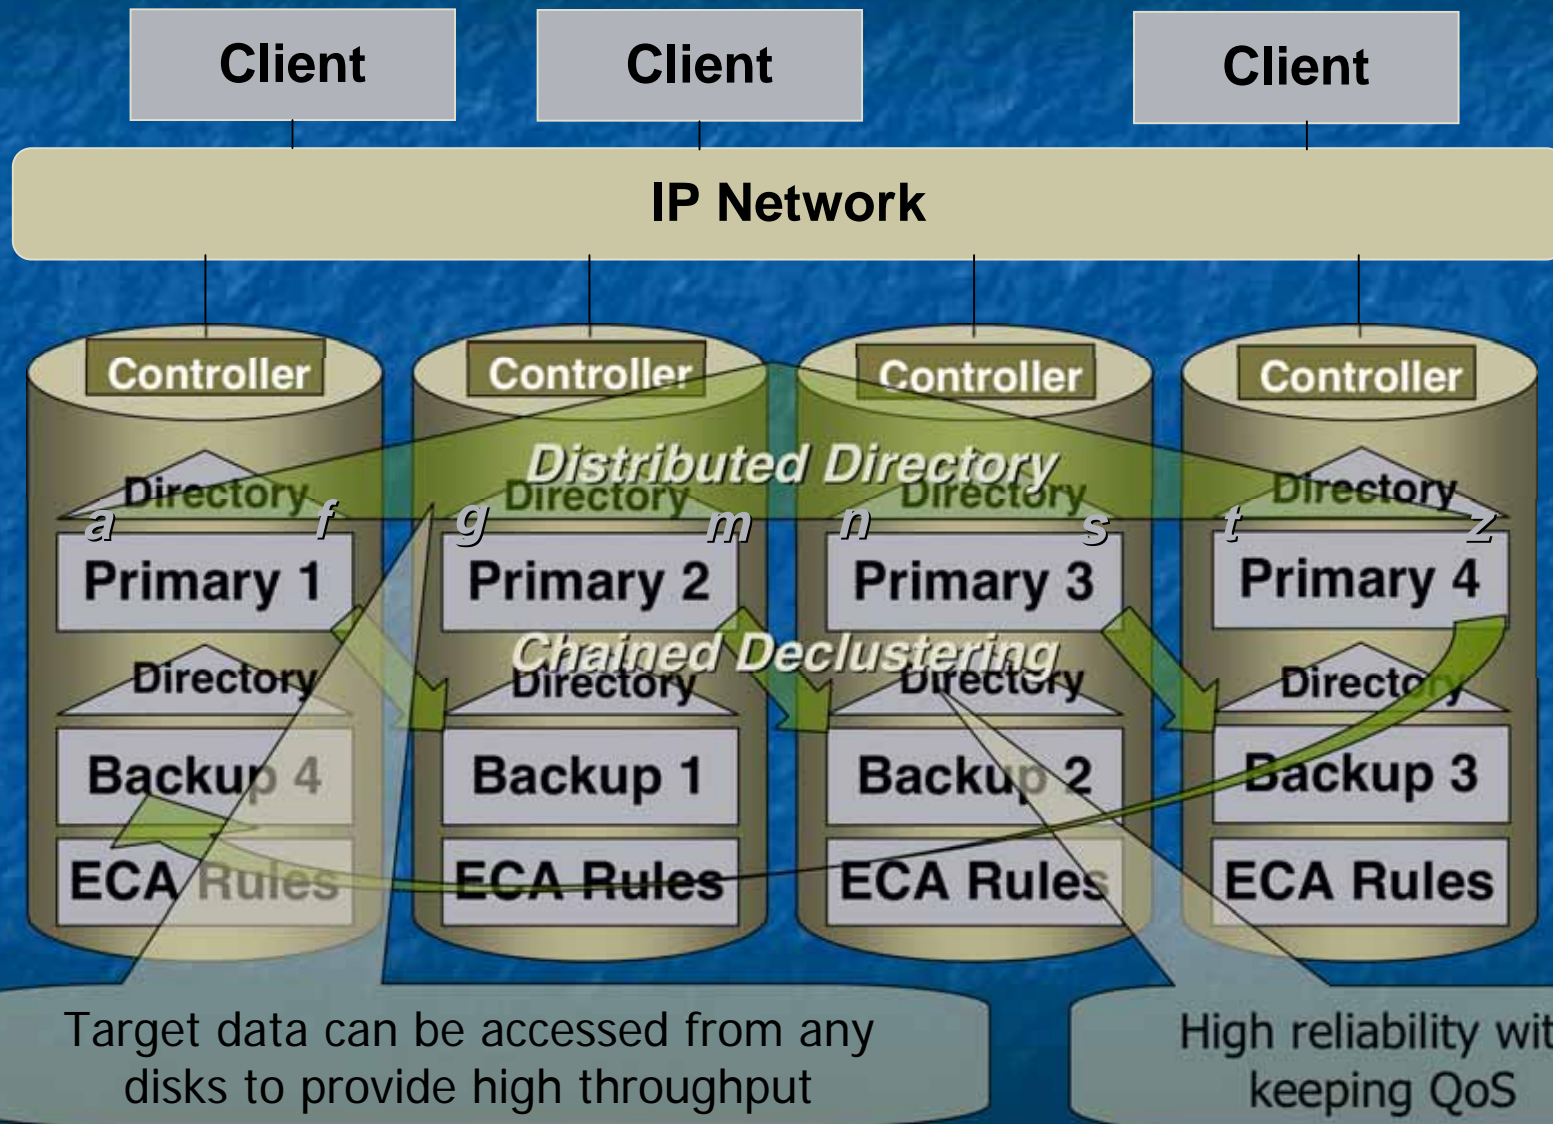 Client Client Client
IP Network
Controller Controller Controller Controller
Distributed Directory
Directory Directory Directory Directory
a f g m n s t z
Primary 1 Primary 2 Primary 3 Primary 4
Chained Declustering
Directory Directory Directory Directory
Backup 4 Backup 1 Backup 2 Backup 3
ECA Rules ECA Rules ECA Rules ECA Rules
Target data can be accessed from any
disks to provide high throughput
High reliability wit
keeping QoS